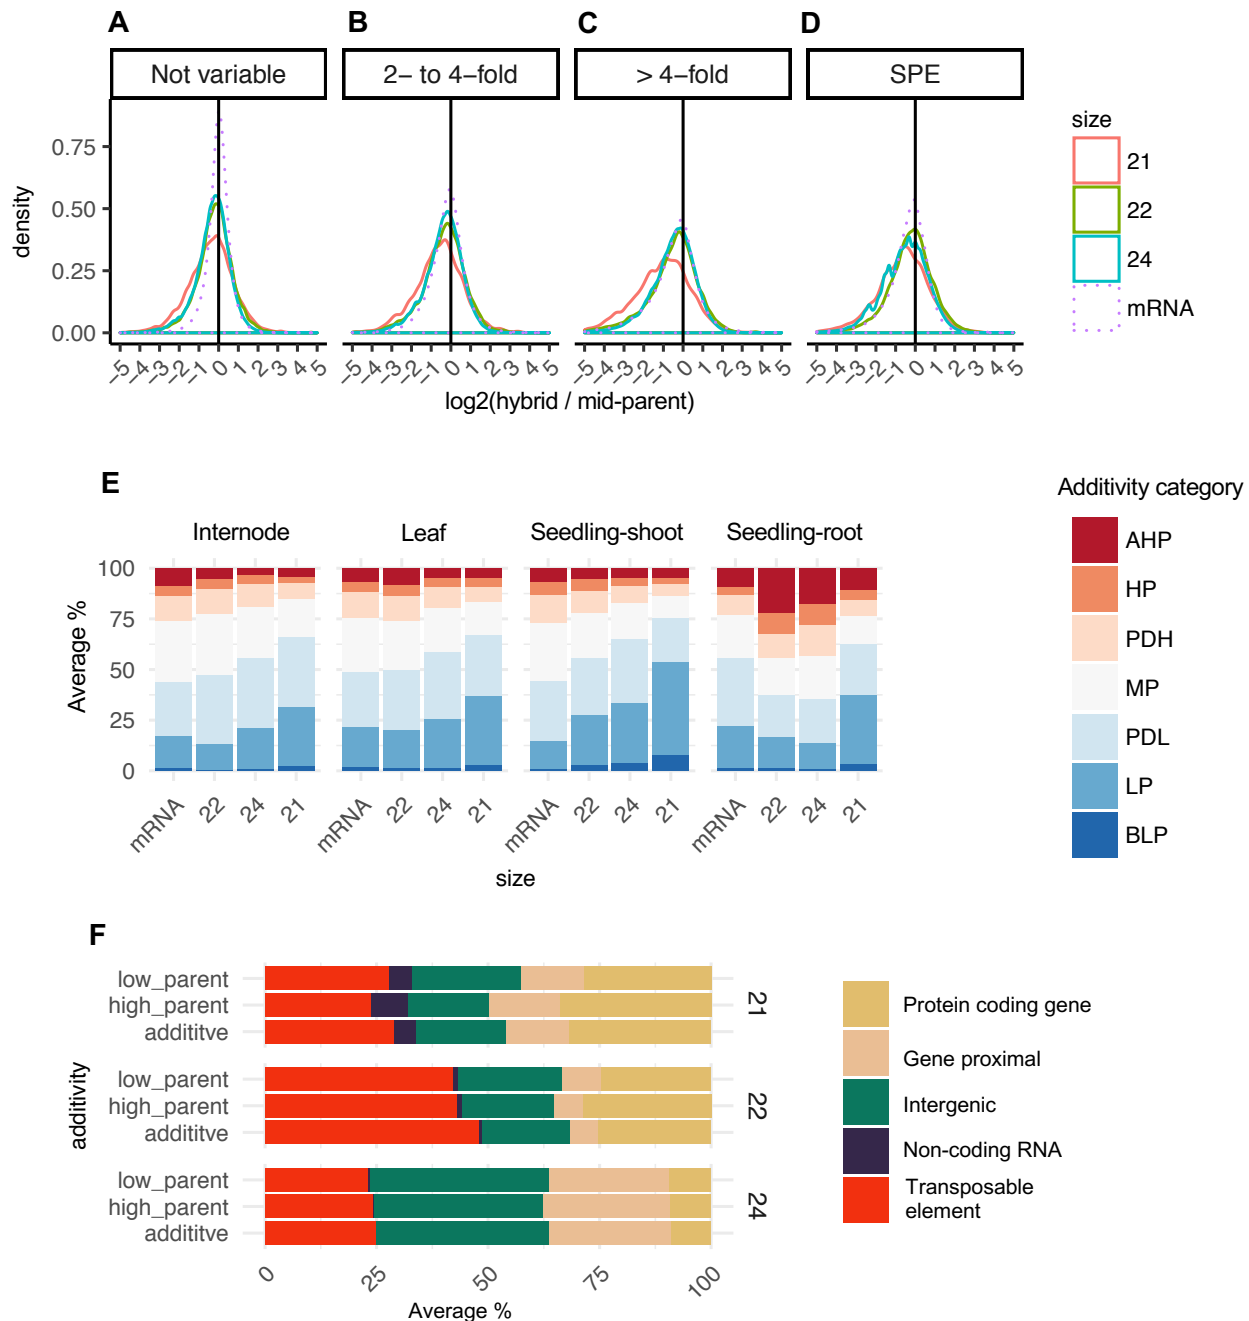 A B C D
Not variable 2− to 4−fold > 4−fold SPE
density
0.75
0.50
0.25
0.00
−5 −4 −3 −2 −1 0 1 2 3 4 5 −5 −4 −3 −2 −1 0 1 2 3 4 5 −5 −4 −3 −2 −1 0 1 2 3 4 5 −5 −4 −3 −2 −1 0 1 2 3 4 5
log2(hybrid / mid-parent)
size
21
22
24
mRNA
E
Internode Leaf Seedling-shoot Seedling-root
Average %
100
75
50
25
0
mRNA 22 24 21 mRNA 22 24 21 mRNA 22 24 21 mRNA 22 24 21
size
Additivity category
AHP
HP
PDH
MP
PDL
LP
BLP
F
additivity
low_parent
high_parent
addititve
21
low_parent
high_parent
addititve
22
low_parent
high_parent
addititve
24
0 25 50 75 100
Average %
Protein coding gene
Gene proximal
Intergenic
Non-coding RNA
Transposable
element